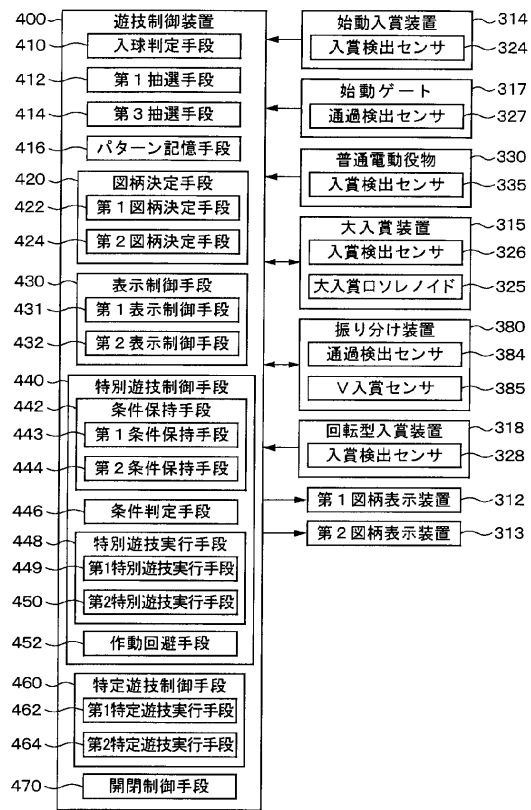 400 遊技制御装置
410 入球判定手段
412 第1抽選手段
414 第3抽選手段
416 パターン記憶手段
420 図柄決定手段
422 第1図柄決定手段
424 第2図柄決定手段
430 表示制御手段
431 第1表示制御手段
432 第2表示制御手段
440 特別遊技制御手段
442 条件保持手段
443 第1条件保持手段
444 第2条件保持手段
446 条件判定手段
448 特別遊技実行手段
449 第1特別遊技実行手段
450 第2特別遊技実行手段
452 作動回避手段
460 特定遊技制御手段
462 第1特定遊技実行手段
464 第2特定遊技実行手段
470 開閉制御手段
始動入賞装置 314
入賞検出センサ 324
始動ゲート 317
通過検出センサ 327
普通電動役物 330
入賞検出センサ 335
大入賞装置 315
入賞検出センサ 326
大入賞口ソレノイド 325
振り分け装置 380
通過検出センサ 384
V入賞センサ 385
回転型入賞装置 318
入賞検出センサ 328
第1図柄表示装置 312
第2図柄表示装置 313